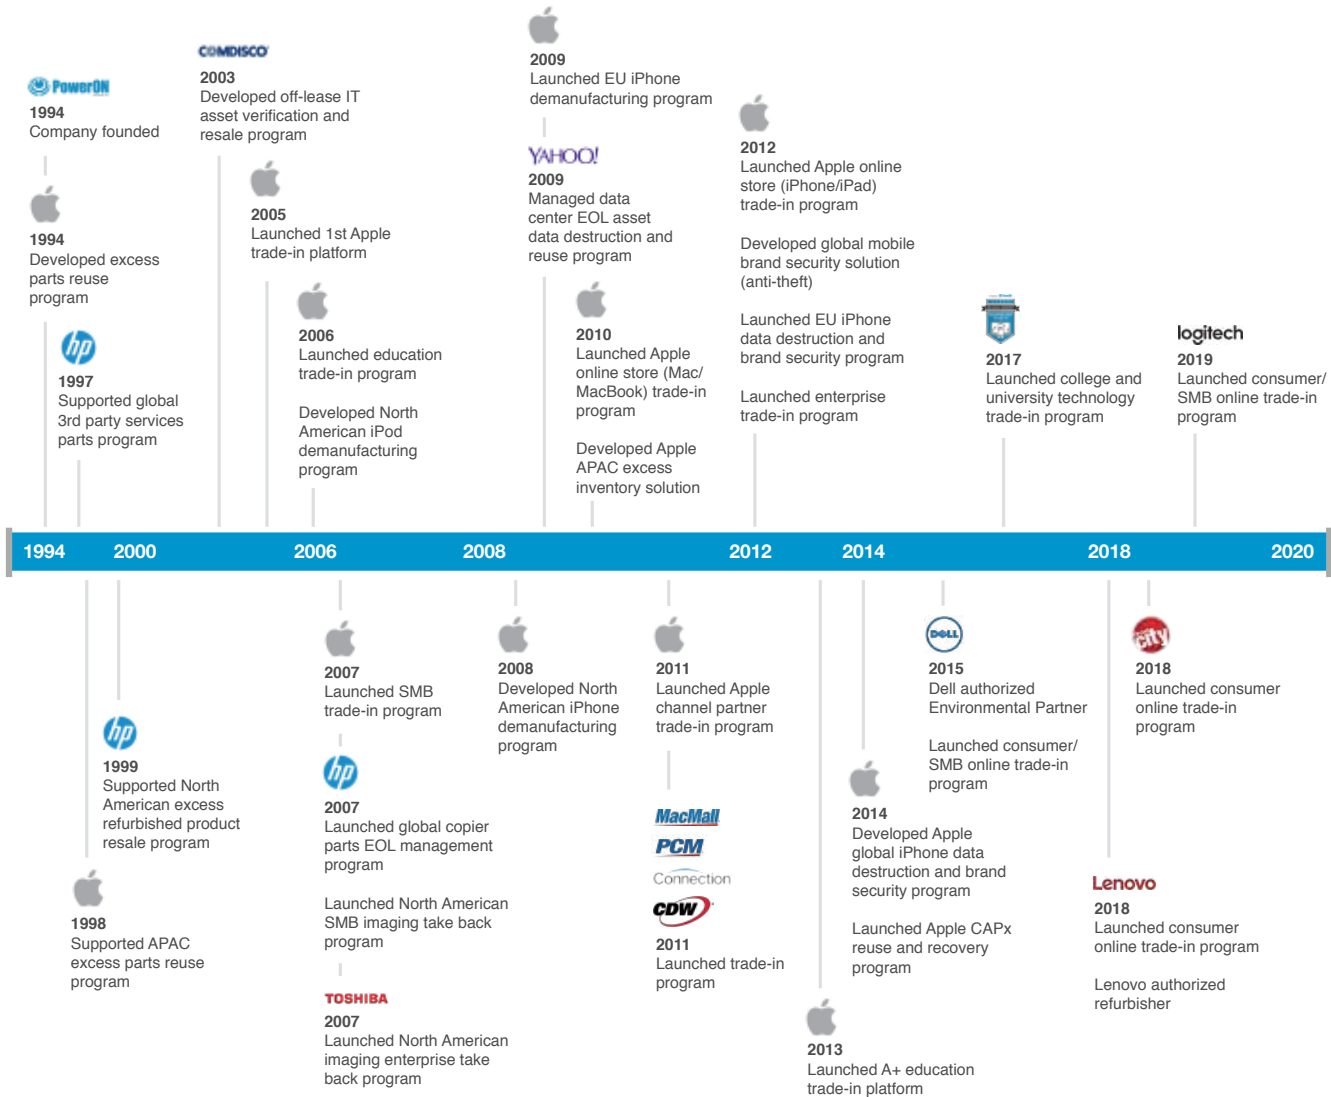 PowerON
1994
Company founded
1994
Developed excess
parts reuse
program
hp
1997
Supported global
3rd party services
parts program
COMDISCO
2003
Developed off-lease IT
asset verification and
resale program
2005
Launched 1st Apple
trade-in platform
2006
Launched education
trade-in program
Developed North
American iPod
demanufacturing
program
2009
Launched EU iPhone
demanufacturing program
YAHOO!
2009
Managed data
center EOL asset
data destruction and
reuse program
2010
Launched Apple
online store (Mac/
MacBook) trade-in
program
Developed Apple
APAC excess
inventory solution
2012
Launched Apple online
store (iPhone/iPad)
trade-in program
Developed global mobile
brand security solution
(anti-theft)
Launched EU iPhone
data destruction and
brand security program
Launched enterprise
trade-in program
2017
Launched college and
university technology
trade-in program
logitech
2019
Launched consumer/
SMB online trade-in
program
1994 2000 2006 2008 2012 2014 2018 2020
hp
1999
Supported North
American excess
refurbished product
resale program
1998
Supported APAC
excess parts reuse
program
2007
Launched SMB
trade-in program
hp
2007
Launched global copier
parts EOL management
program
Launched North American
SMB imaging take back
program
TOSHIBA
2007
Launched North American
imaging enterprise take
back program
2008
Developed North
American iPhone
demanufacturing
program
2011
Launched Apple
channel partner
trade-in program
MacMall
PCM
Connection
CDW
2011
Launched trade-in
program
2013
Launched A+ education
trade-in platform
2014
Developed Apple
global iPhone data
destruction and brand
security program
Launched Apple CAPx
reuse and recovery
program
DELL
2015
Dell authorized
Environmental Partner
Launched consumer/
SMB online trade-in
program
city
2018
Launched consumer
online trade-in
program
Lenovo
2018
Launched consumer
online trade-in program
Lenovo authorized
refurbisher